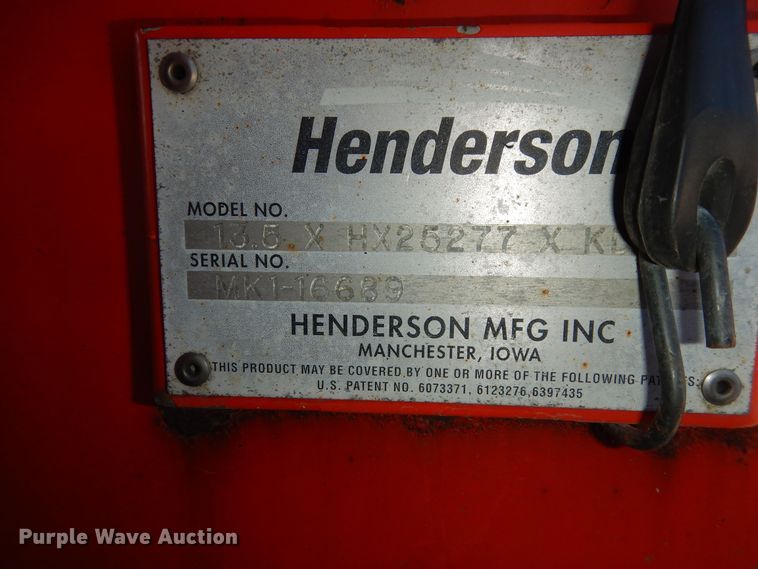 Henderson
MODEL NO.
13.5 X HX25277 X
SERIAL NO.
MK1-16689
HENDERSON MFG INC
MANCHESTER, IOWA
THIS PRODUCT MAY BE COVERED BY ONE OR MORE OF THE FOLLOWING PATENTS:
U.S. PATENT NO. 6073371, 6123276,6397435
Purple Wave Auction